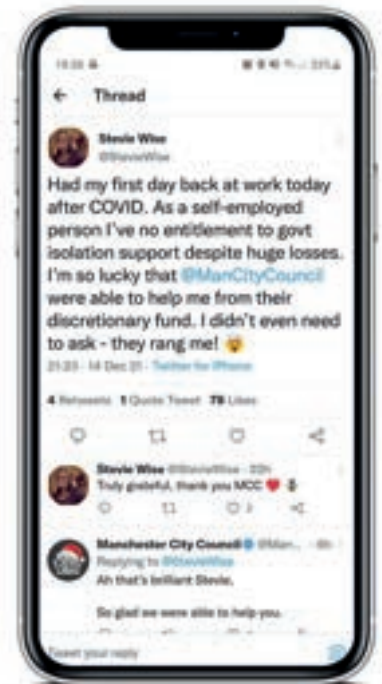 Thread
Stevie Wise
@StevieWise
Had my first day back at work today
after COVID. As a self-employed
person I've no entitlement to govt
isolation support despite huge losses.
I'm so lucky that @ManCityCouncil
were able to help me from their
discretionary fund. I didn't even need
to ask - they rang me! 🤯
21:23 · 14 Dec 21 · Twitter for iPhone
4 Retweets 1 Quote Tweet 78 Likes
Stevie Wise @StevieWise · 22h
Truly grateful, thank you MCC ❤️
Manchester City Council
Replying to @StevieWise
Ah that's brilliant Stevie.
So glad we were able to help you.
Tweet your reply